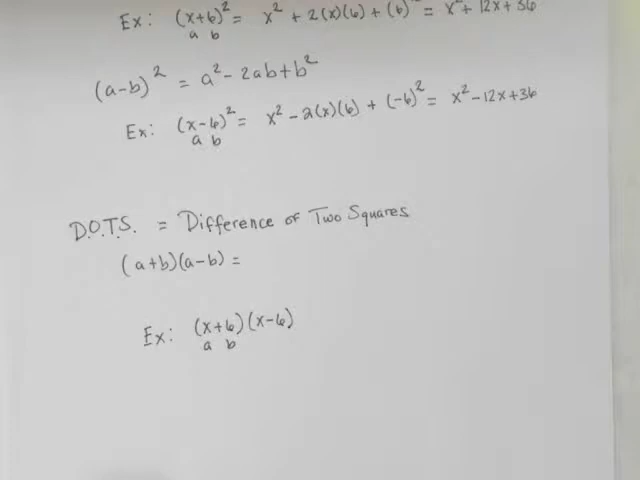 Ex: (x+6)² = x² + 2(x)(6) + (6)² = x² + 12x + 36
a b
(a-b)² = a² - 2ab + b²
Ex: (x-6)² = x² - 2(x)(6) + (-6)² = x² - 12x + 36
a b
D.O.T.S. = Difference of Two Squares
(a+b)(a-b) =
Ex: (x+6)(x-6)
a b